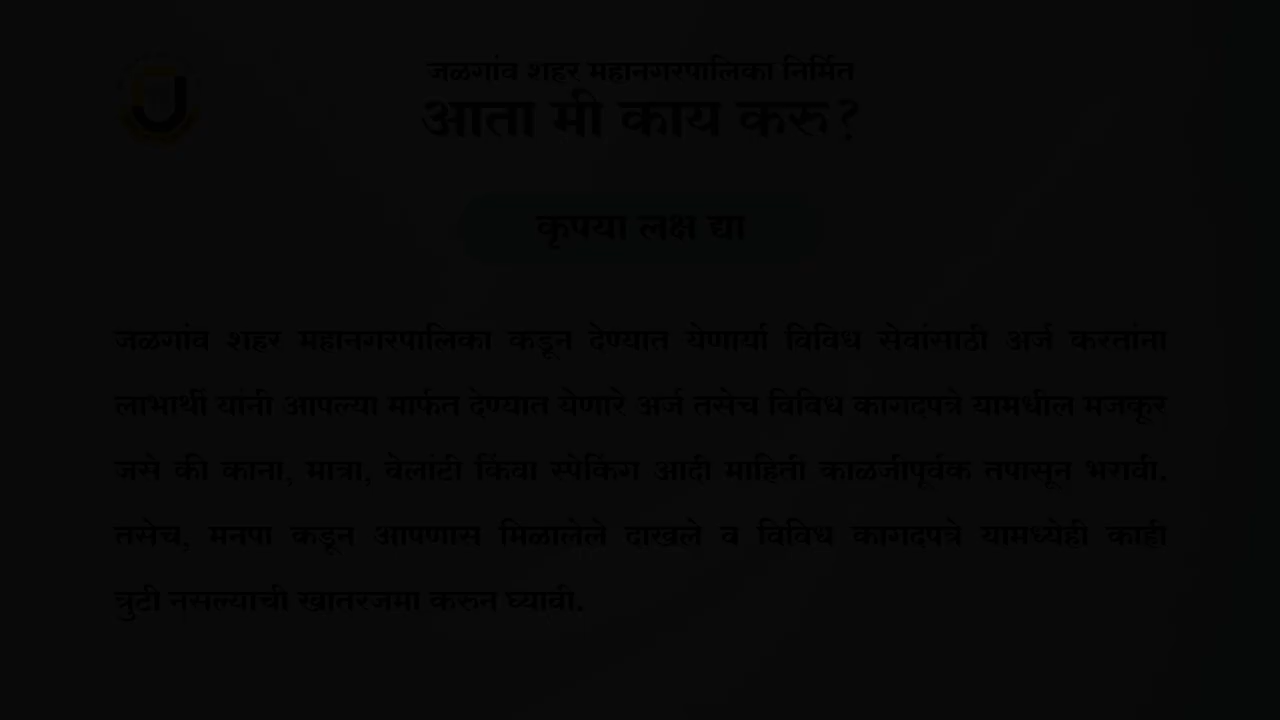 जळगांव शहर महानगरपालिका निर्मित
आता मी काय करू?
कृपया लक्ष द्या
जळगांव शहर महानगरपालिका कडून देण्यात येणार्या विविध सेवांसाठी अर्ज करतांना
लाभार्थी यांनी आपल्या मार्फत देण्यात येणारे अर्ज तसेच विविध कागदपत्रे यामधील मजकूर
जसे की काना, मात्रा, वेलांटी किंवा स्पेकिंग आदी माहिती काळजीपूर्वक तपासून भरावी.
तसेच, मनपा कडून आपणास मिळालेले दाखले व विविध कागदपत्रे यामध्येही काही
त्रुटी नसल्याची खातरजमा करून घ्यावी.